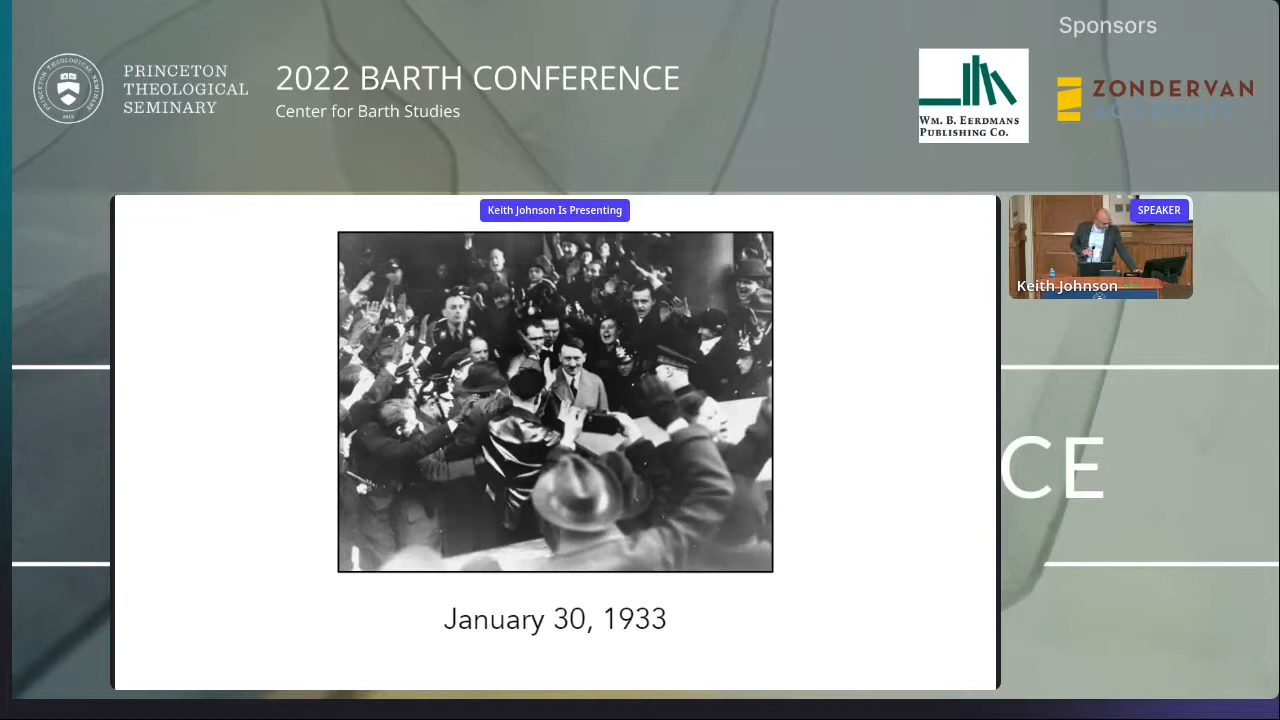 Sponsors
PRINCETON
THEOLOGICAL
SEMINARY
2022 BARTH CONFERENCE
Center for Barth Studies
WM. B. EERDMANS
PUBLISHING CO.
ZONDERVAN
ACADEMIC
Keith Johnson Is Presenting
SPEAKER
Keith Johnson
CE
January 30, 1933